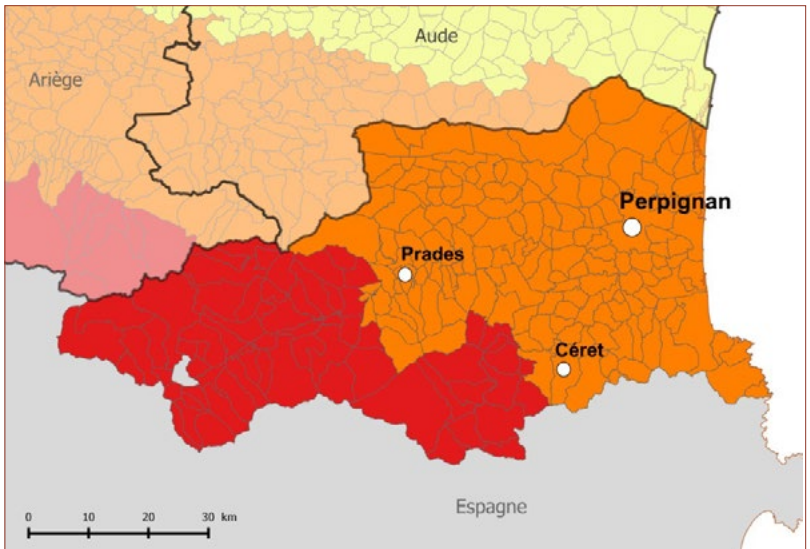 Aude
Ariège
Perpignan
Prades
Céret
Espagne
0 10 20 30 km